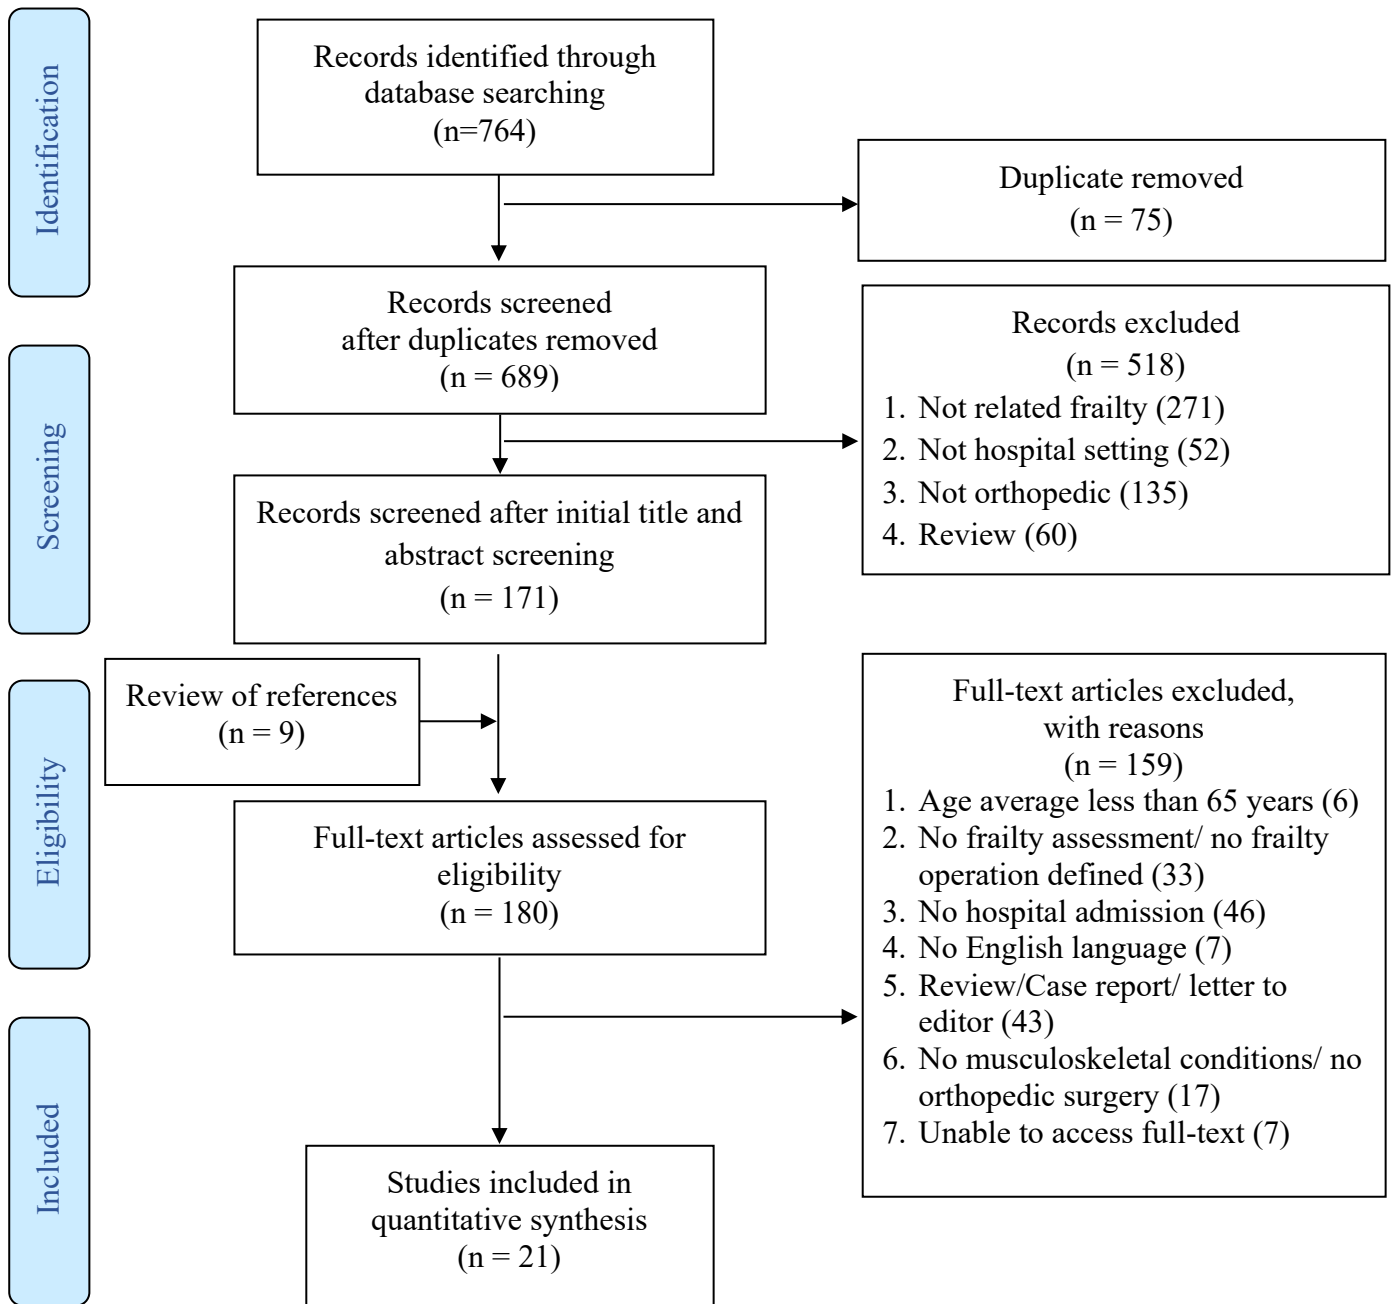 Identification
Records identified through
database searching
(n=764)
Duplicate removed
(n = 75)
Records screened
after duplicates removed
(n = 689)
Records excluded
(n = 518)
1. Not related frailty (271)
2. Not hospital setting (52)
3. Not orthopedic (135)
4. Review (60)
Screening
Records screened after initial title and
abstract screening
(n = 171)
Eligibility
Review of references
(n = 9)
Full-text articles assessed for
eligibility
(n = 180)
Full-text articles excluded,
with reasons
(n = 159)
1. Age average less than 65 years (6)
2. No frailty assessment/ no frailty
operation defined (33)
3. No hospital admission (46)
4. No English language (7)
5. Review/Case report/ letter to
editor (43)
6. No musculoskeletal conditions/ no
orthopedic surgery (17)
7. Unable to access full-text (7)
Included
Studies included in
quantitative synthesis
(n = 21)